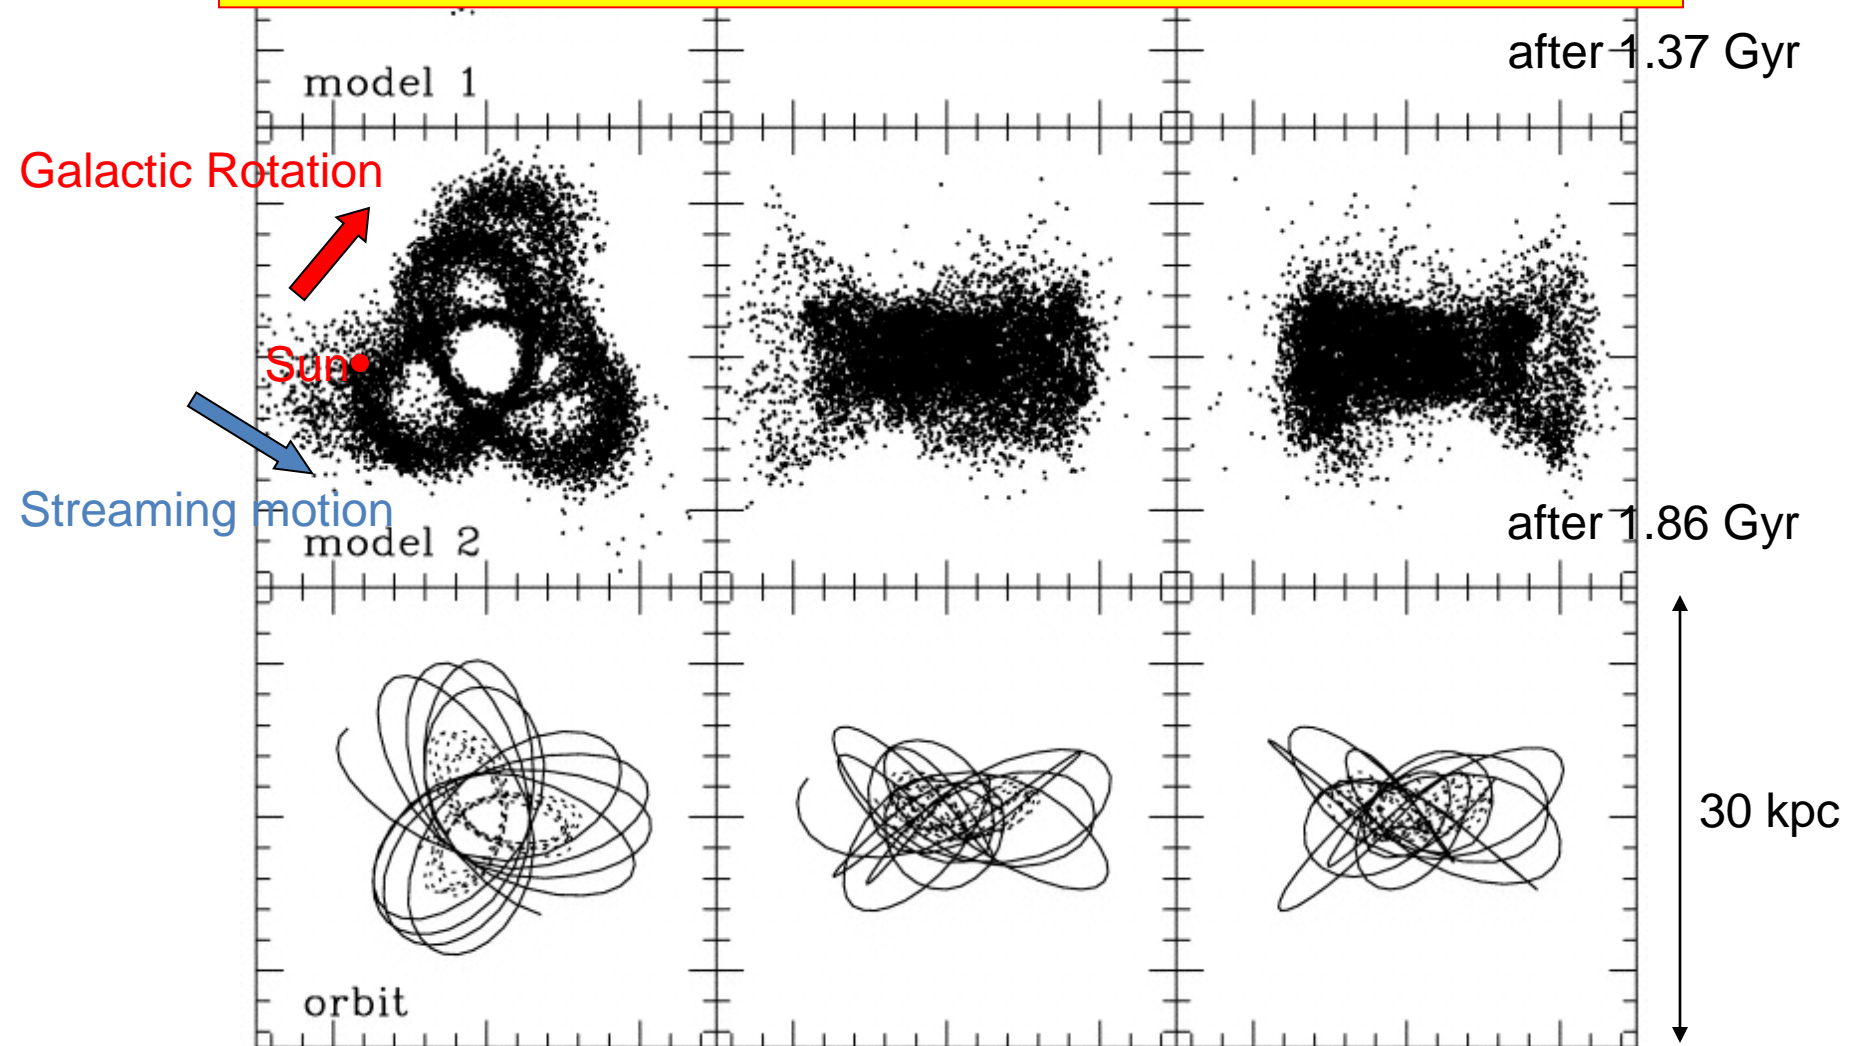 after 1.37 Gyr
model 1
Galactic Rotation
Sun
Streaming motion
after 1.86 Gyr
model 2
30 kpc
orbit